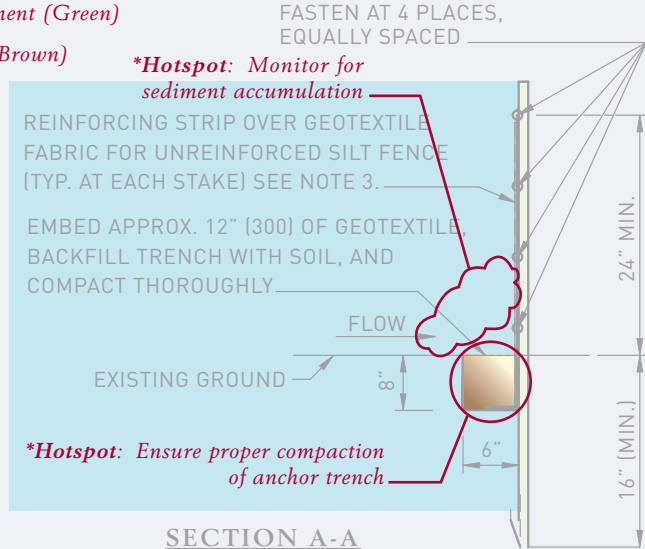 ment (Green)
Brown)
FASTEN AT 4 PLACES,
EQUALLY SPACED
*Hotspot: Monitor for
sediment accumulation
REINFORCING STRIP OVER GEOTEXTILE
FABRIC FOR UNREINFORCED SILT FENCE
(TYP. AT EACH STAKE) SEE NOTE 3.
EMBED APPROX. 12" (300) OF GEOTEXTILE,
BACKFILL TRENCH WITH SOIL, AND
COMPACT THOROUGHLY
24" MIN.
FLOW
EXISTING GROUND
8"
*Hotspot: Ensure proper compaction
of anchor trench
6"
16" (MIN.)
SECTION A-A